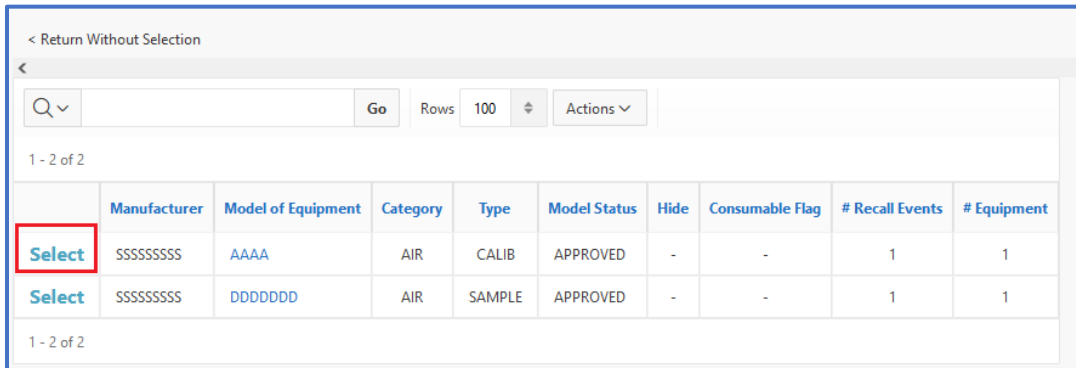 < Return Without Selection
Go Rows 100 Actions
1 - 2 of 2
Manufacturer Model of Equipment Category Type Model Status Hide Consumable Flag # Recall Events # Equipment
Select SSSSSSSSS AAAA AIR CALIB APPROVED - - 1 1
Select SSSSSSSSS DDDDDDD AIR SAMPLE APPROVED - - 1 1
1 - 2 of 2